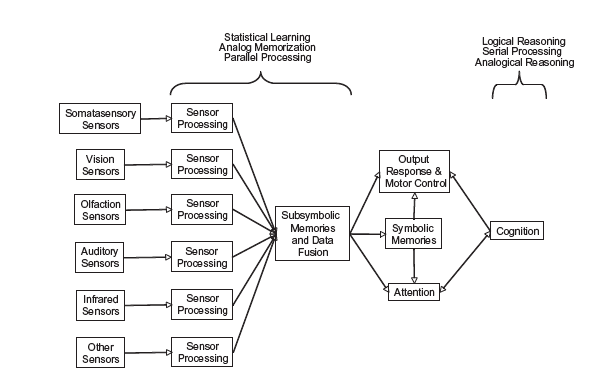 Statistical Learning
Analog Memorization
Parallel Processing
Logical Reasoning
Serial Processing
Analogical Reasoning
Somatasensory
Sensors
Sensor
Processing
Vision
Sensors
Sensor
Processing
Olfaction
Sensors
Sensor
Processing
Auditory
Sensors
Sensor
Processing
Infrared
Sensors
Sensor
Processing
Other
Sensors
Sensor
Processing
Subsymbolic
Memories
and Data
Fusion
Output
Response &
Motor Control
Symbolic
Memories
Attention
Cognition